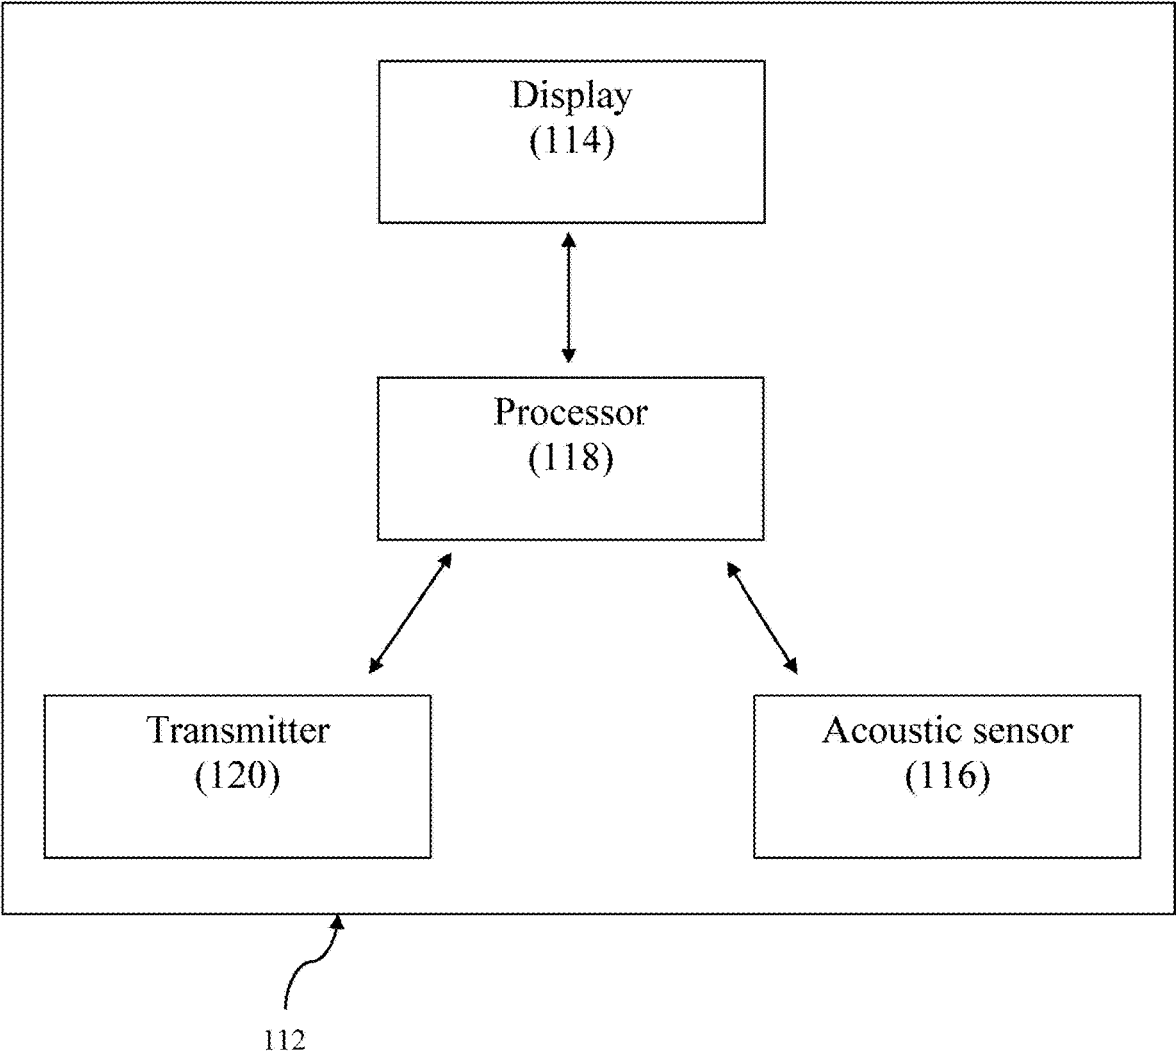 Display
(114)
Processor
(118)
Transmitter
(120)
Acoustic sensor
(116)
112